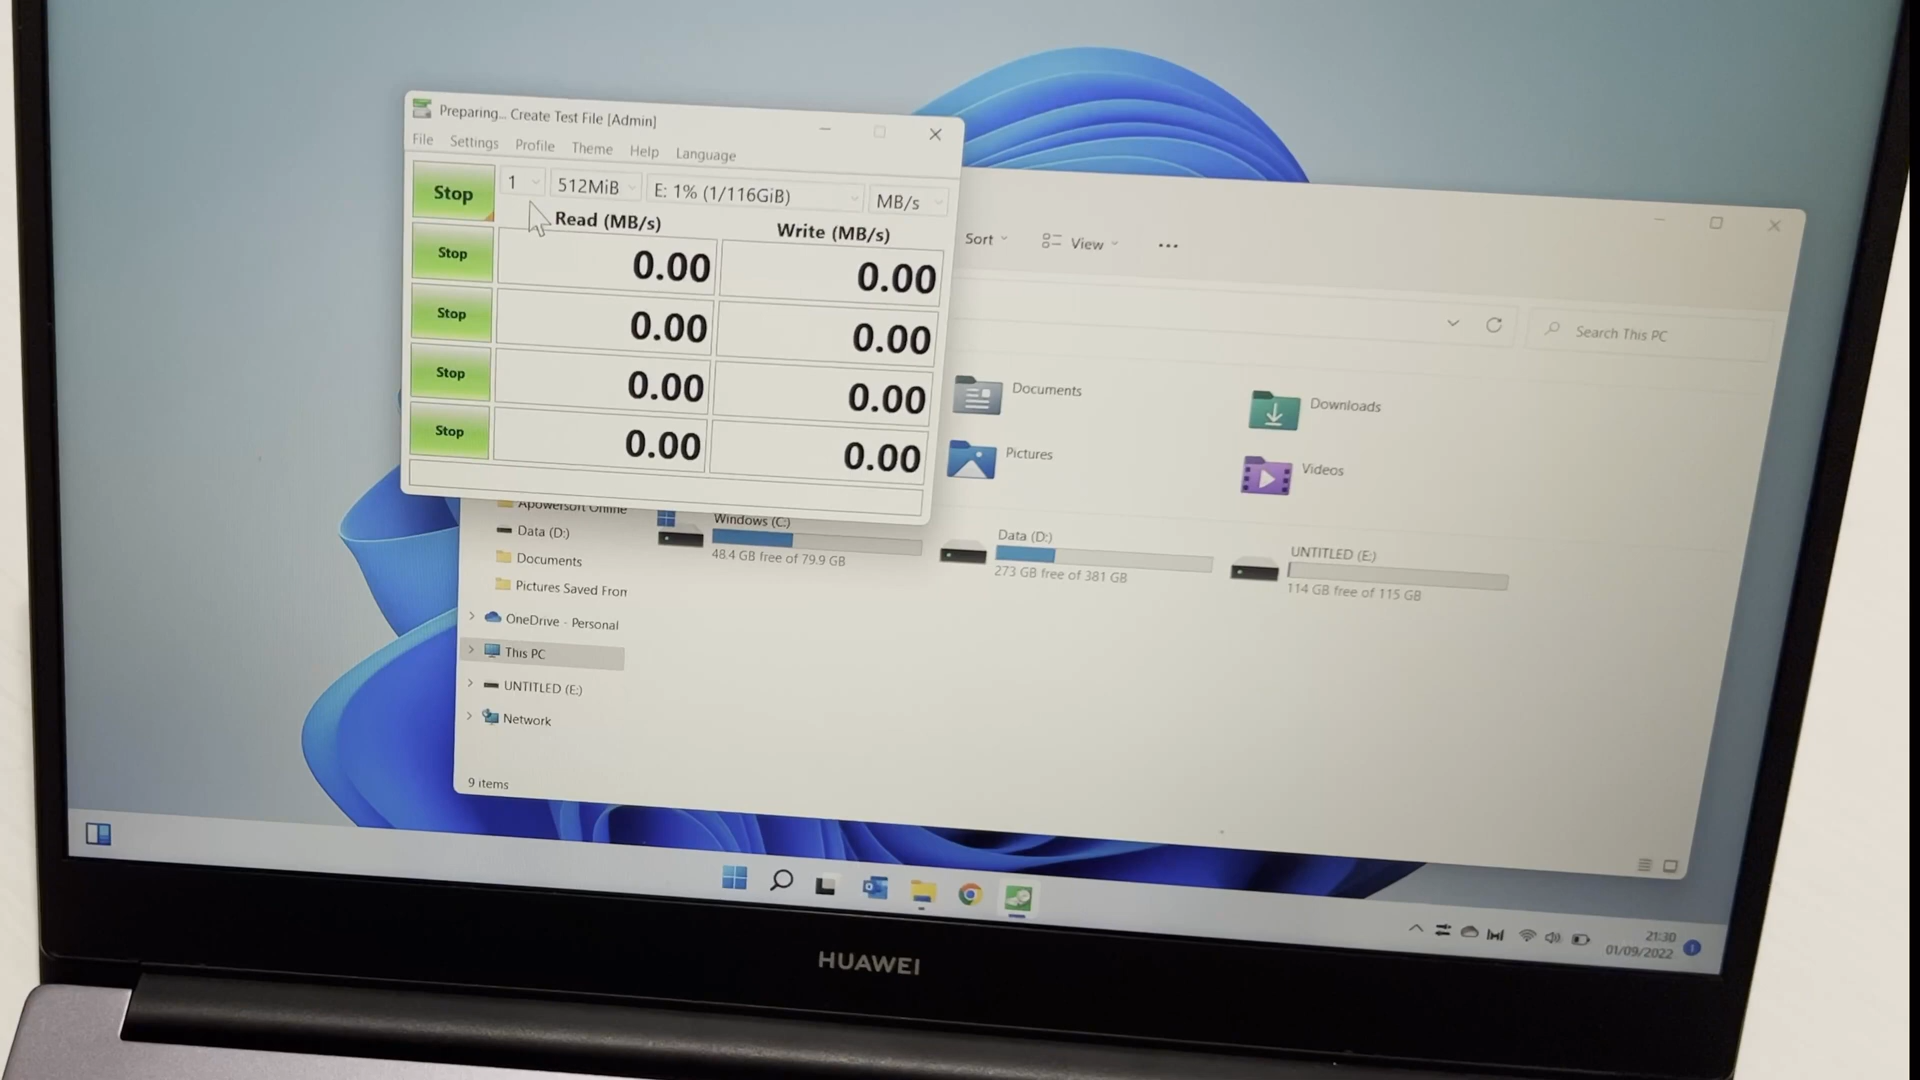 Preparing... Create Test File [Admin]
File Settings Profile Theme Help Language
Stop 1 512MiB E: 1% (1/116GiB) MB/s
Read (MB/s) Write (MB/s)
Stop 0.00 0.00
Stop 0.00 0.00
Stop 0.00 0.00
Stop 0.00 0.00
Sort View ...
Search This PC
Documents Downloads
Pictures Videos
Apowersoft Online
Data (D:)
Documents
Pictures Saved From
OneDrive - Personal
This PC
UNTITLED (E:)
Network
Windows (C:)
48.4 GB free of 79.9 GB
Data (D:)
273 GB free of 381 GB
UNTITLED (E:)
114 GB free of 115 GB
9 items
21:30
01/09/2022
1
HUAWEI